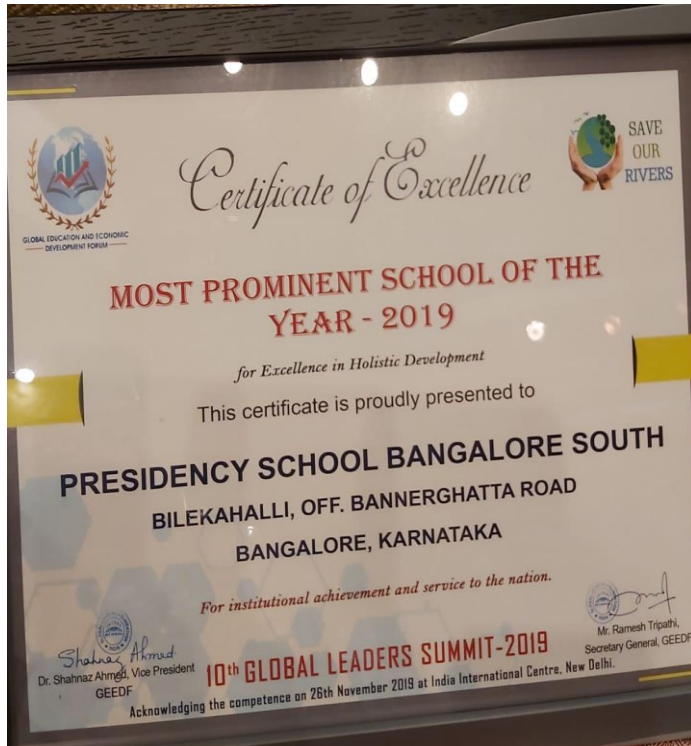 GLOBAL EDUCATION AND ECONOMIC
DEVELOPMENT FORUM
Certificate of Excellence
SAVE
OUR
RIVERS
MOST PROMINENT SCHOOL OF THE
YEAR - 2019
for Excellence in Holistic Development
This certificate is proudly presented to
PRESIDENCY SCHOOL BANGALORE SOUTH
BILEKAHALLI, OFF. BANNERGHATTA ROAD
BANGALORE, KARNATAKA
For institutional achievement and service to the nation.
Shahnaz Ahmed
Dr. Shahnaz Ahmed, Vice President
GEEDF
10th GLOBAL LEADERS SUMMIT-2019
Mr. Ramesh Tripathi,
Secretary General, GEEDF
Acknowledging the competence on 26th November 2019 at India International Centre, New Delhi.